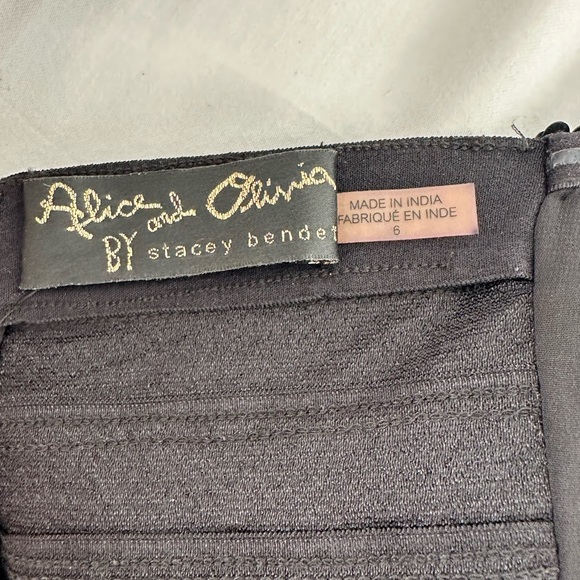 Alice and Olivia
BY stacey bendet
MADE IN INDIA
FABRIQUÉ EN INDE
6